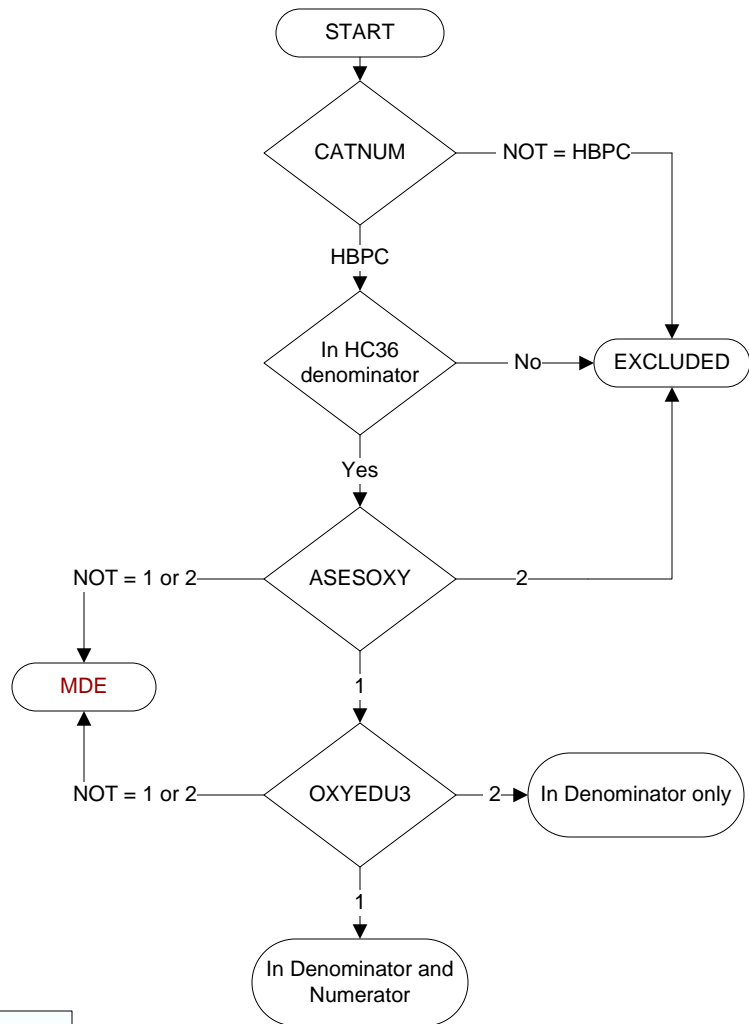 START
CATNUM
NOT = HBPC
HBPC
In HC36
denominator
No
EXCLUDED
Yes
NOT = 1 or 2
ASESOXY
2
MDE
1
NOT = 1 or 2
OXYEDU3
2
In Denominator only
1
In Denominator and
Numerator